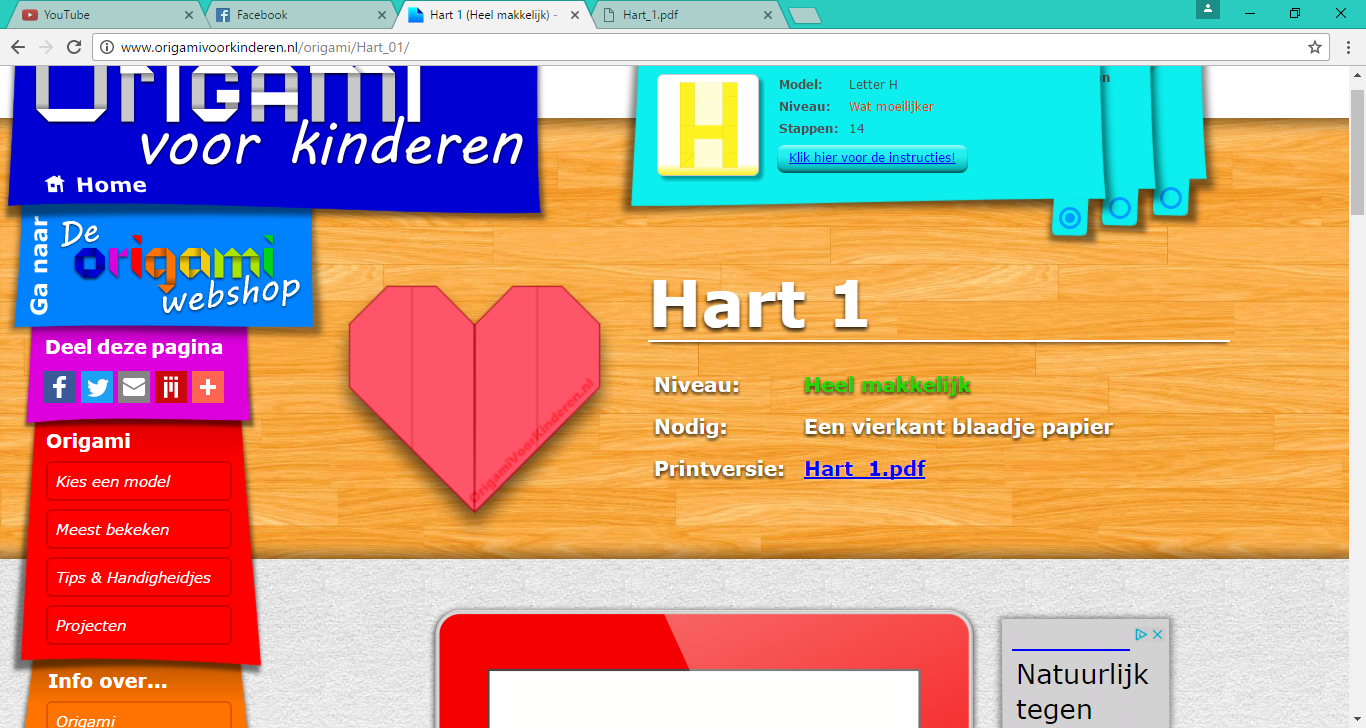 YouTube
Facebook
Hart 1 (Heel makkelijk) -
Hart_1.pdf
www.origamivoorkinderen.nl/origami/Hart_01/
Origami
voor kinderen
Home
Ga naar
De
origami
webshop
Deel deze pagina
Origami
Kies een model
Meest bekeken
Tips & Handigheidjes
Projecten
Info over...
Origami
Model: Letter H
Niveau: Wat moeilijker
Stappen: 14
Klik hier voor de instructies!
H
OrigamiVoorKinderen.nl
Hart 1
Niveau: Heel makkelijk
Nodig: Een vierkant blaadje papier
Printversie: Hart_1.pdf
Natuurlijk
tegen